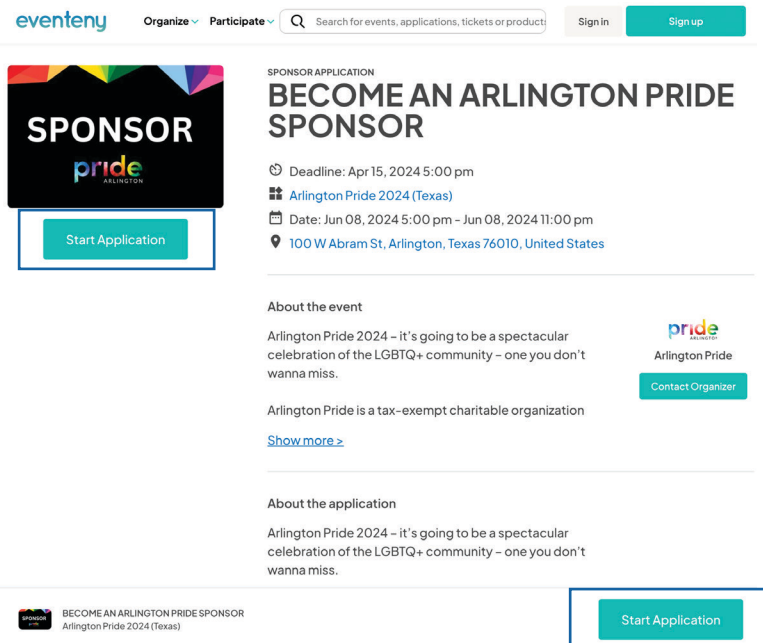 eventeny
Organize Participate Search for events, applications, tickets or products Sign in Sign up
SPONSOR
pride
ARLINGTON
Start Application
SPONSOR APPLICATION
BECOME AN ARLINGTON PRIDE
SPONSOR
Deadline: Apr 15, 2024 5:00 pm
Arlington Pride 2024 (Texas)
Date: Jun 08, 2024 5:00 pm - Jun 08, 2024 11:00 pm
100 W Abram St, Arlington, Texas 76010, United States
About the event
Arlington Pride 2024 – it's going to be a spectacular
celebration of the LGBTQ+ community – one you don't
wanna miss.
Arlington Pride is a tax-exempt charitable organization
Show more >
pride
ARLINGTON
Arlington Pride
Contact Organizer
About the application
Arlington Pride 2024 – it's going to be a spectacular
celebration of the LGBTQ+ community – one you don't
wanna miss.
SPONSOR
pride
BECOME AN ARLINGTON PRIDE SPONSOR
Arlington Pride 2024 (Texas)
Start Application